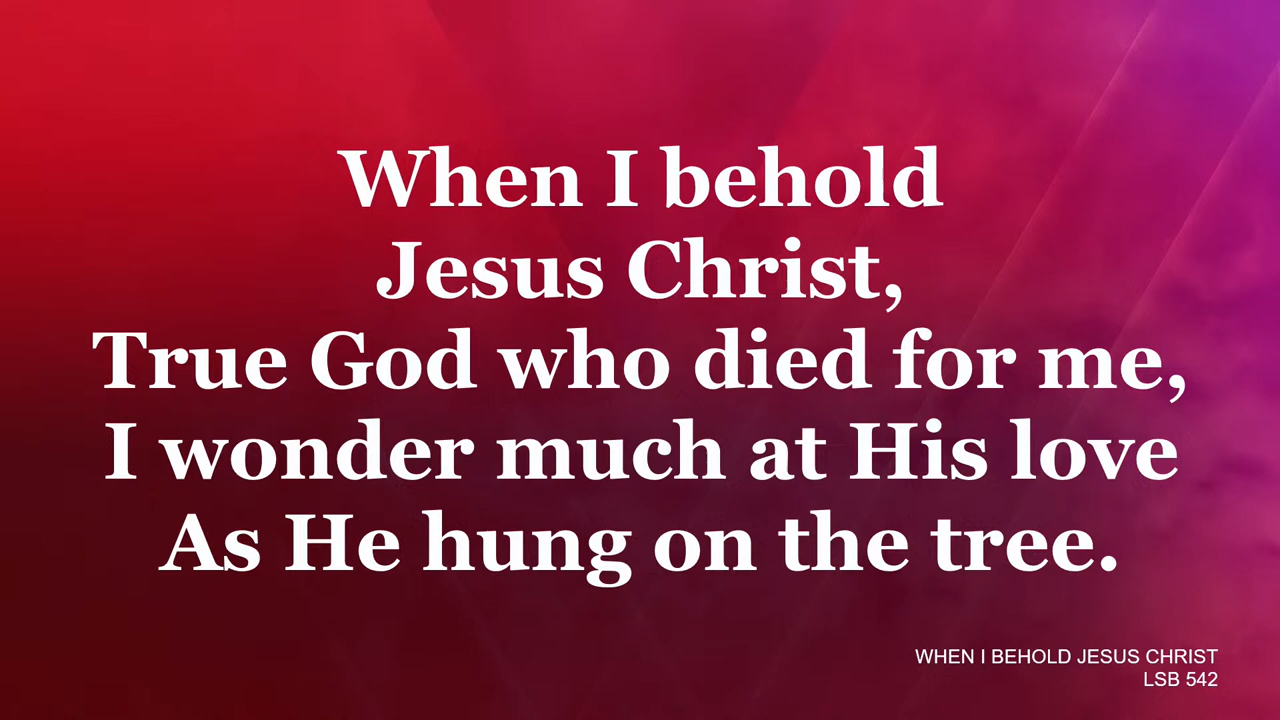 When I behold
Jesus Christ,
True God who died for me,
I wonder much at His love
As He hung on the tree.
WHEN I BEHOLD JESUS CHRIST
LSB 542